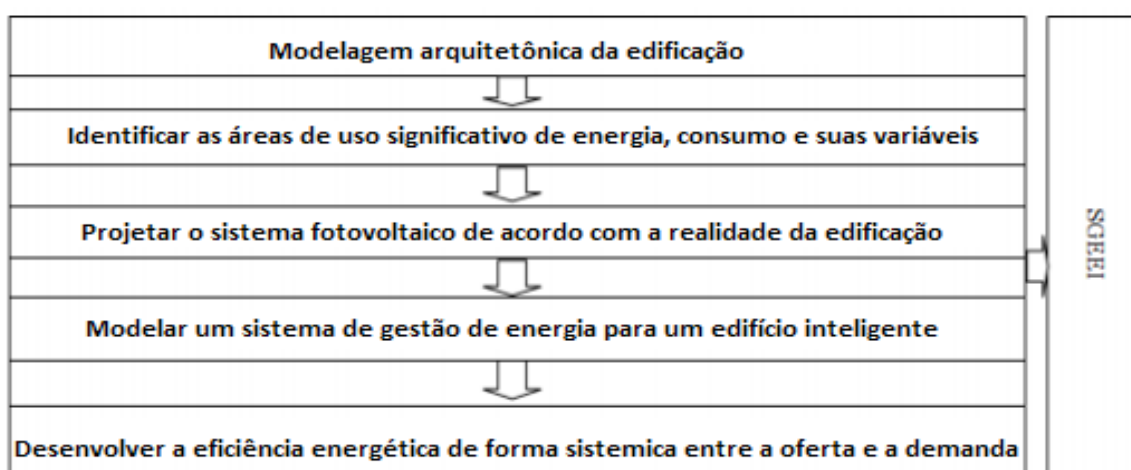 Modelagem arquitetônica da edificação
Identificar as áreas de uso significativo de energia, consumo e suas variáveis
Projetar o sistema fotovoltaico de acordo com a realidade da edificação
Modelar um sistema de gestão de energia para um edifício inteligente
Desenvolver a eficiência energética de forma sistemica entre a oferta e a demanda
SGEEI